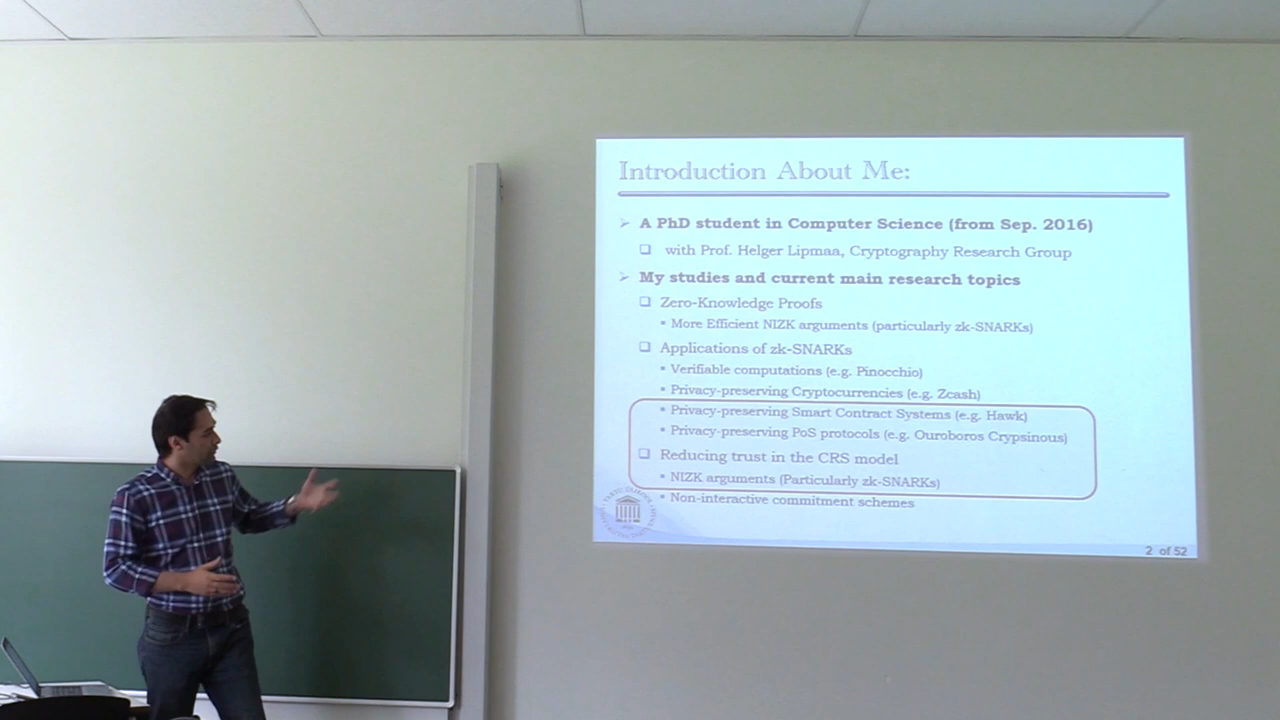 Introduction About Me:
A PhD student in Computer Science (from Sep. 2016)
with Prof. Helger Lipmaa, Cryptography Research Group
My studies and current main research topics
Zero-Knowledge Proofs
More Efficient NIZK arguments (particularly zk-SNARKs)
Applications of zk-SNARKs
Verifiable computations (e.g. Pinocchio)
Privacy-preserving Cryptocurrencies (e.g. Zcash)
Privacy-preserving Smart Contract Systems (e.g. Hawk)
Privacy-preserving PoS protocols (e.g. Ouroboros Crypsinous)
Reducing trust in the CRS model
NIZK arguments (Particularly zk-SNARKs)
Non-interactive commitment schemes
2 of 52